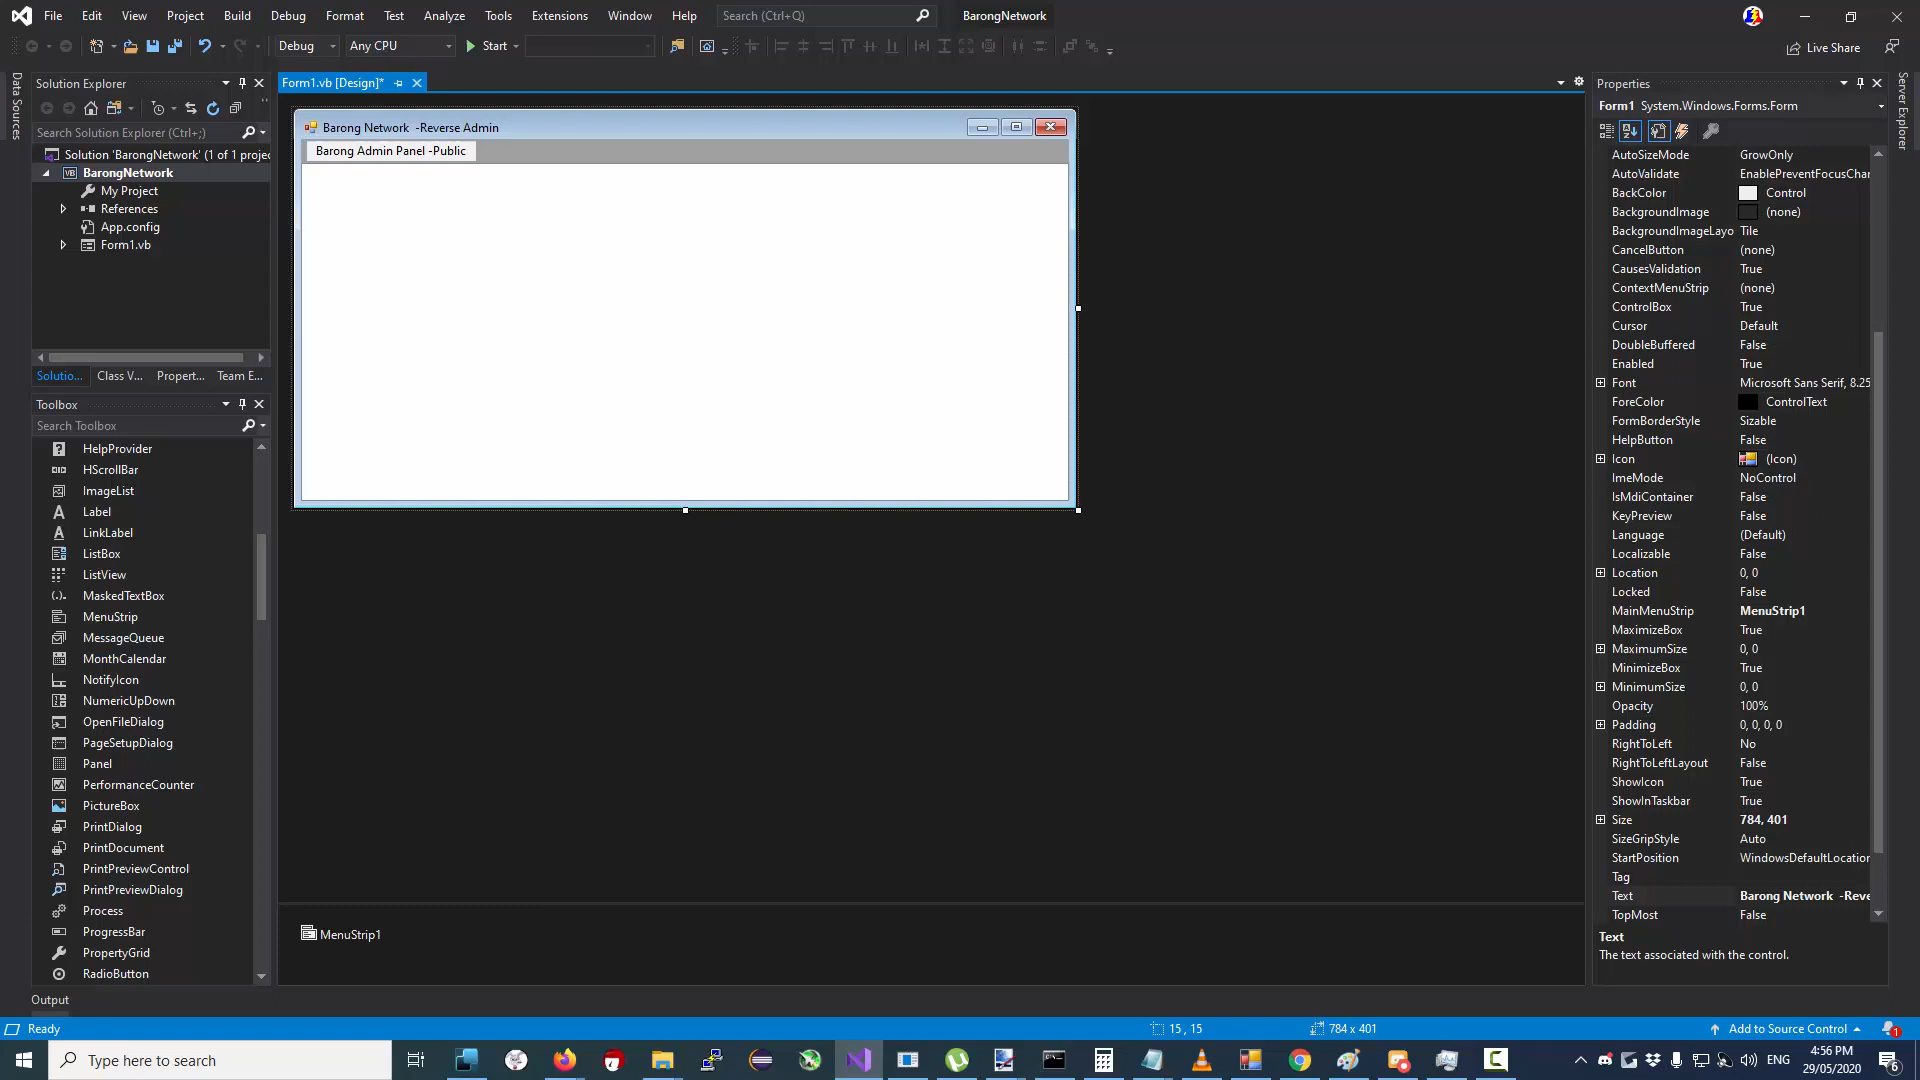 File Edit View Project Build Debug Format Test Analyze Tools Extensions Window Help Search (Ctrl+Q) BarongNetwork
Debug Any CPU Start Live Share
Data Sources
Solution Explorer
Search Solution Explorer (Ctrl+;)
Solution 'BarongNetwork' (1 of 1 projec
BarongNetwork
My Project
References
App.config
Form1.vb
Solutio... Class V... Propert... Team E...
Toolbox
Search Toolbox
HelpProvider
HScrollBar
ImageList
Label
LinkLabel
ListBox
ListView
MaskedTextBox
MenuStrip
MessageQueue
MonthCalendar
NotifyIcon
NumericUpDown
OpenFileDialog
PageSetupDialog
Panel
PerformanceCounter
PictureBox
PrintDialog
PrintDocument
PrintPreviewControl
PrintPreviewDialog
Process
ProgressBar
PropertyGrid
RadioButton
Output
Form1.vb [Design]*
Barong Network -Reverse Admin
Barong Admin Panel -Public
MenuStrip1
Properties
Form1 System.Windows.Forms.Form
AutoSizeMode GrowOnly
AutoValidate EnablePreventFocusChar
BackColor Control
BackgroundImage (none)
BackgroundImageLayo Tile
CancelButton (none)
CausesValidation True
ContextMenuStrip (none)
ControlBox True
Cursor Default
DoubleBuffered False
Enabled True
Font Microsoft Sans Serif, 8.25
ForeColor ControlText
FormBorderStyle Sizable
HelpButton False
Icon (Icon)
ImeMode NoControl
IsMdiContainer False
KeyPreview False
Language (Default)
Localizable False
Location 0, 0
Locked False
MainMenuStrip MenuStrip1
MaximizeBox True
MaximumSize 0, 0
MinimizeBox True
MinimumSize 0, 0
Opacity 100%
Padding 0, 0, 0, 0
RightToLeft No
RightToLeftLayout False
ShowIcon True
ShowInTaskbar True
Size 784, 401
SizeGripStyle Auto
StartPosition WindowsDefaultLocation
Tag
Text Barong Network -Reve
TopMost False
Text
The text associated with the control.
Server Explorer
Ready 15 , 15 784 x 401 Add to Source Control 1
Type here to search ENG 4:56 PM
29/05/2020 6